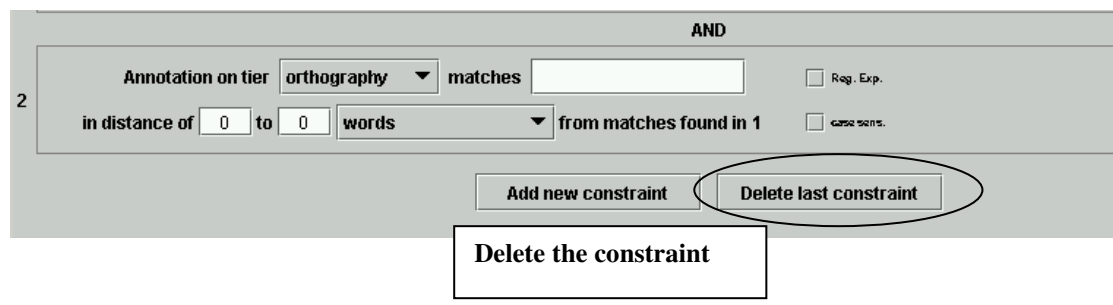 AND
Annotation on tier orthography matches Reg. Exp.
2
in distance of 0 to 0 words from matches found in 1 case sens.
Add new constraint Delete last constraint
Delete the constraint